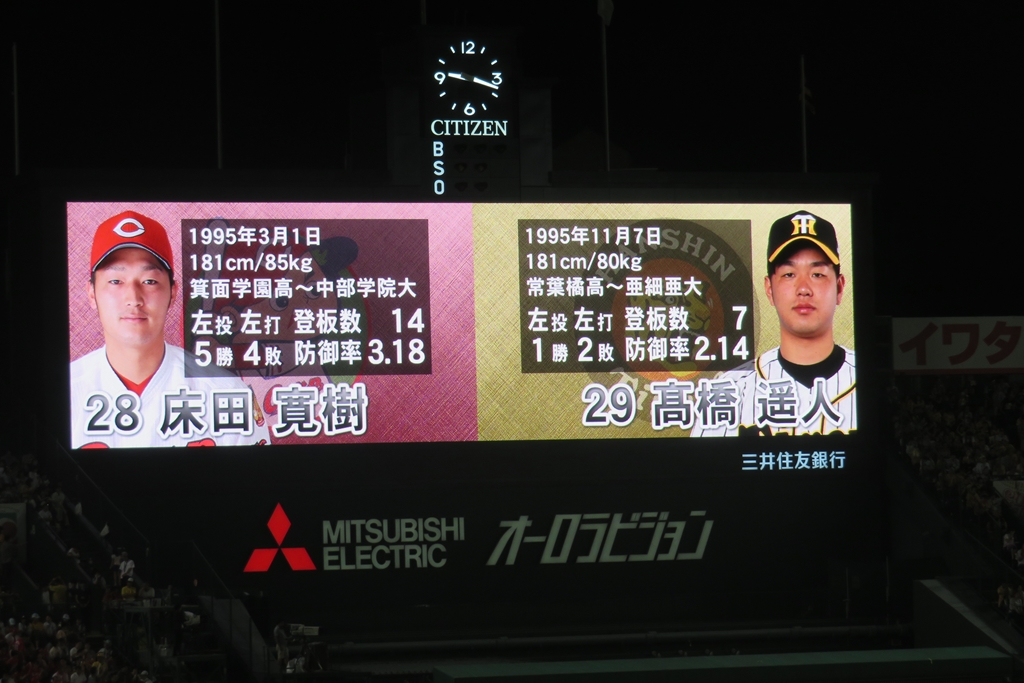 12
9 3
6
CITIZEN
B
S
O
1995年3月1日
181cm/85kg
箕面学園高～中部学院大
左投 左打 登板数 14
5勝 4敗 防御率 3.18
28 床田 寛樹
1995年11月7日
181cm/80kg
常葉橘高～亜細亜大
左投 左打 登板数 7
1勝 2敗 防御率 2.14
29 髙橋 遥人
イワタ
三井住友銀行
MITSUBISHI
ELECTRIC
オーロラビジョン